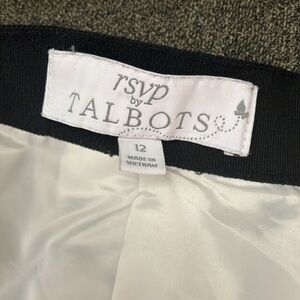 rsvp
by
TALBOTS
12
MADE IN
VIETNAM